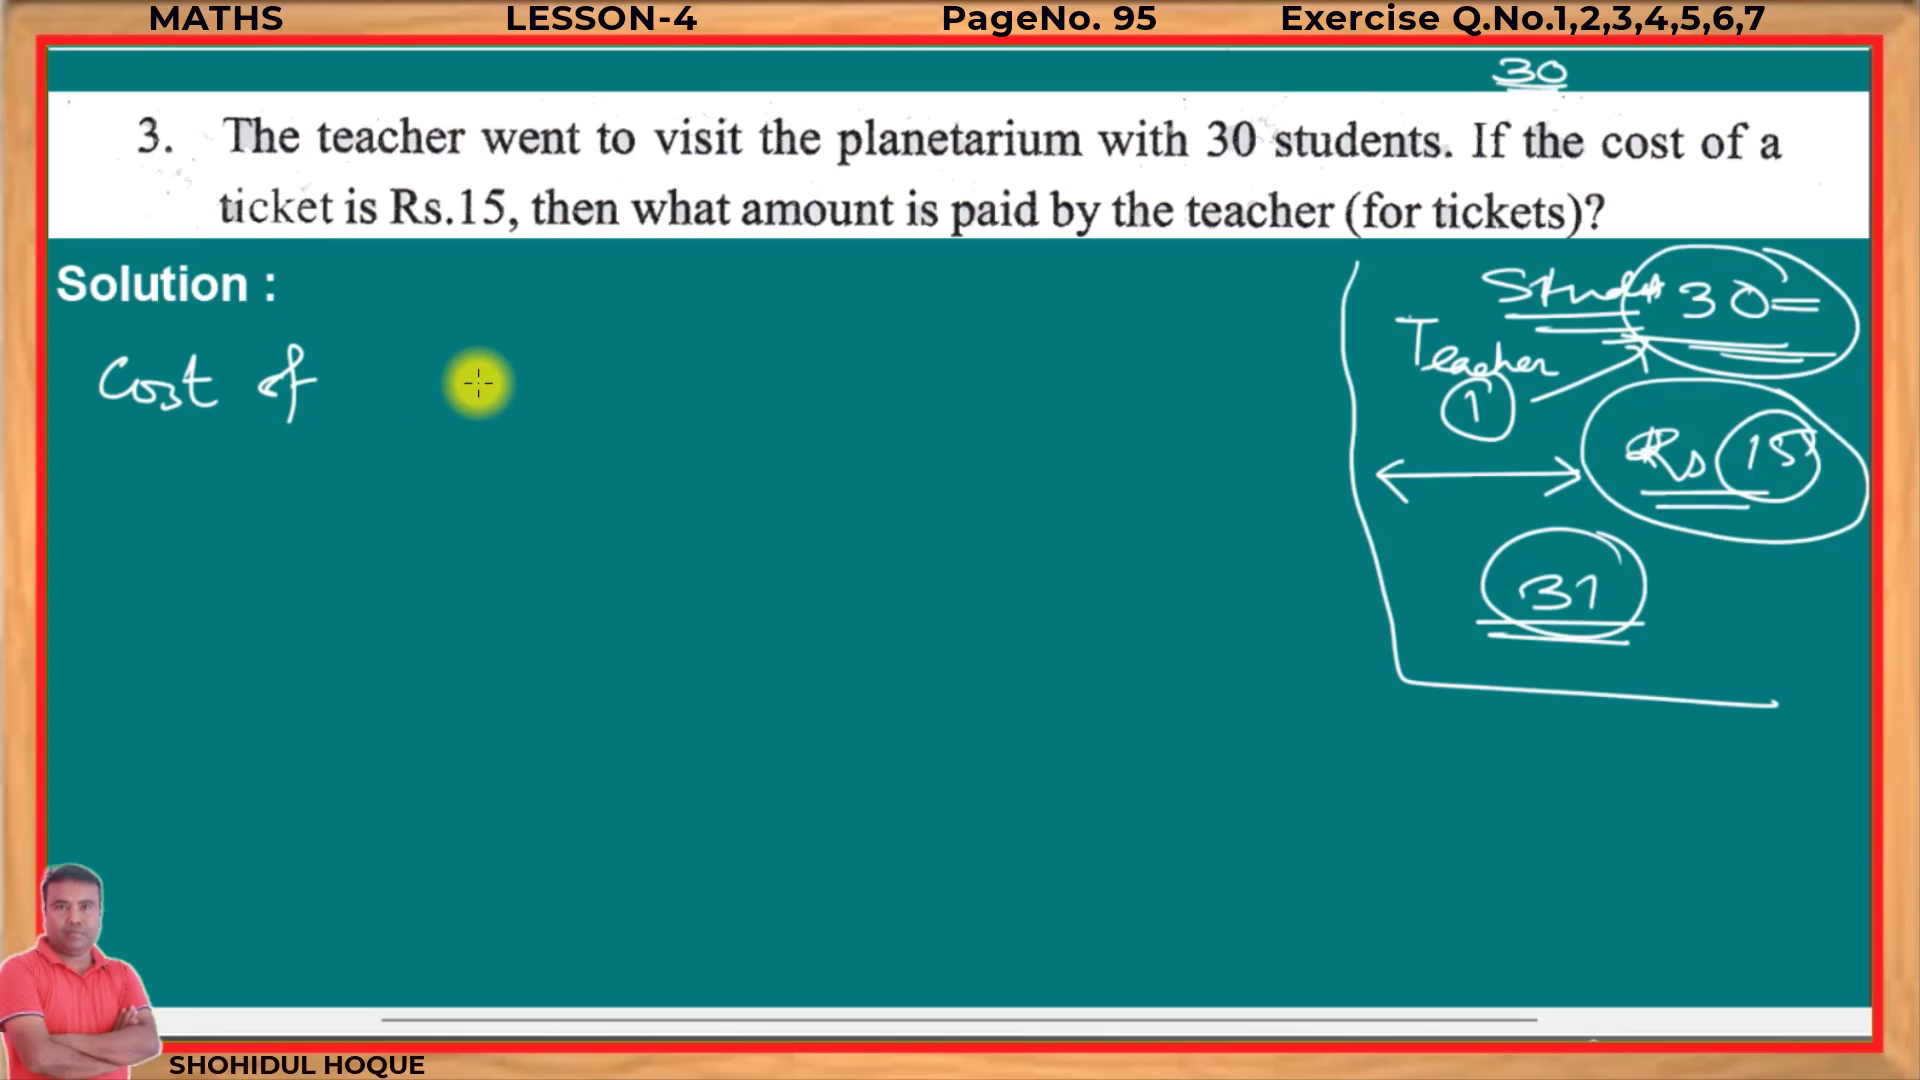 MATHS LESSON-4 PageNo. 95 Exercise Q.No.1,2,3,4,5,6,7
30
3. The teacher went to visit the planetarium with 30 students. If the cost of a
ticket is Rs.15, then what amount is paid by the teacher (for tickets)?
Solution :
Cost of
30=
Teacher
1
Rs 15
31
SHOHIDUL HOQUE